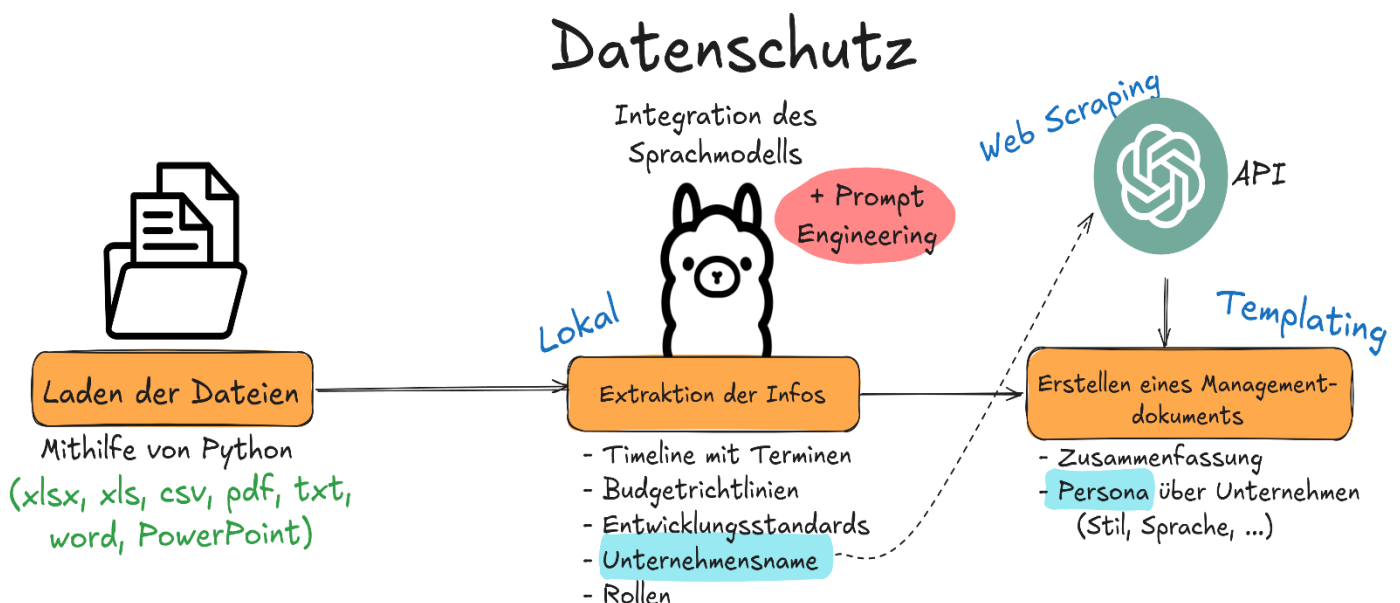 Datenschutz
Integration des
Sprachmodells
+ Prompt
Engineering
Web Scraping
API
Lokal
Templating
Laden der Dateien
Mithilfe von Python
(xlsx, xls, csv, pdf, txt,
word, PowerPoint)
Extraktion der Infos
- Timeline mit Terminen
- Budgetrichtlinien
- Entwicklungsstandards
- Unternehmensname
- Rollen
Erstellen eines Management-
dokuments
- Zusammenfassung
- Persona über Unternehmen
(Stil, Sprache, ...)